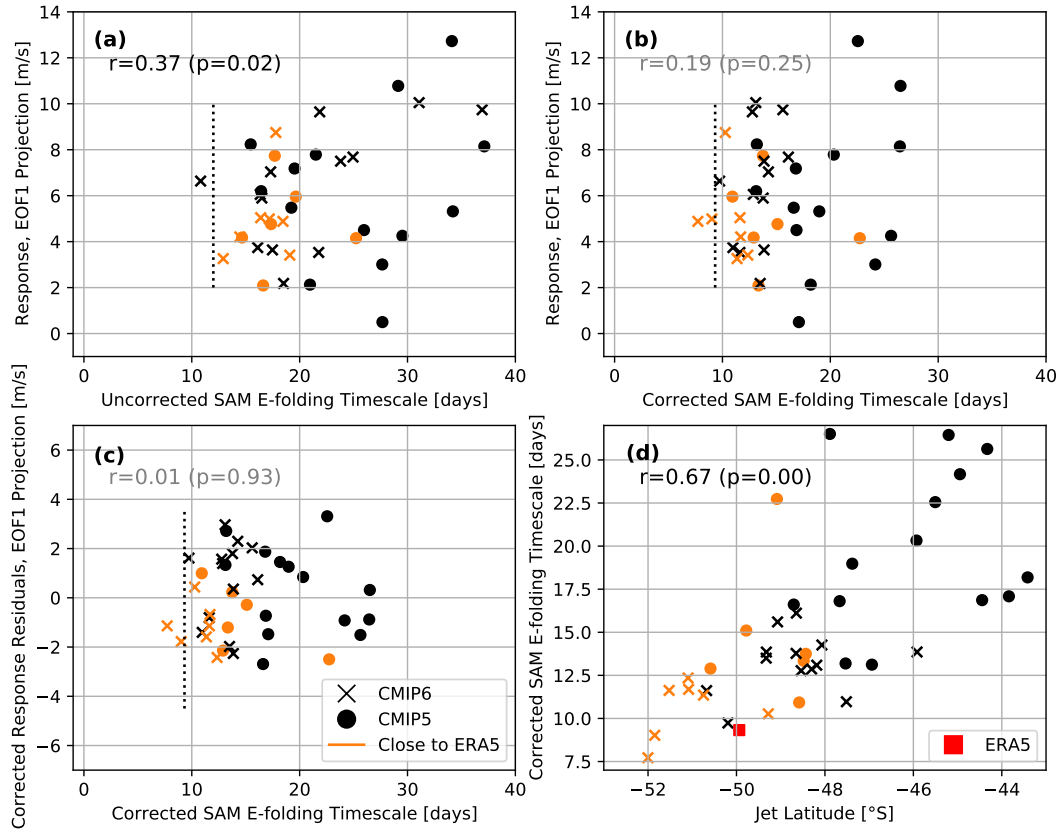 (a)
r=0.37 (p=0.02)
Response, EOF1 Projection [m/s]
14
12
10
8
6
4
2
0
0 10 20 30 40
Uncorrected SAM E-folding Timescale [days]
(b)
r=0.19 (p=0.25)
Response, EOF1 Projection [m/s]
14
12
10
8
6
4
2
0
0 10 20 30 40
Corrected SAM E-folding Timescale [days]
(c)
r=0.01 (p=0.93)
Corrected Response Residuals, EOF1 Projection [m/s]
6
4
2
0
−2
−4
−6
CMIP6
CMIP5
Close to ERA5
0 10 20 30 40
Corrected SAM E-folding Timescale [days]
(d)
r=0.67 (p=0.00)
Corrected SAM E-folding Timescale [days]
25.0
22.5
20.0
17.5
15.0
12.5
10.0
7.5
ERA5
−52 −50 −48 −46 −44
Jet Latitude [°S]